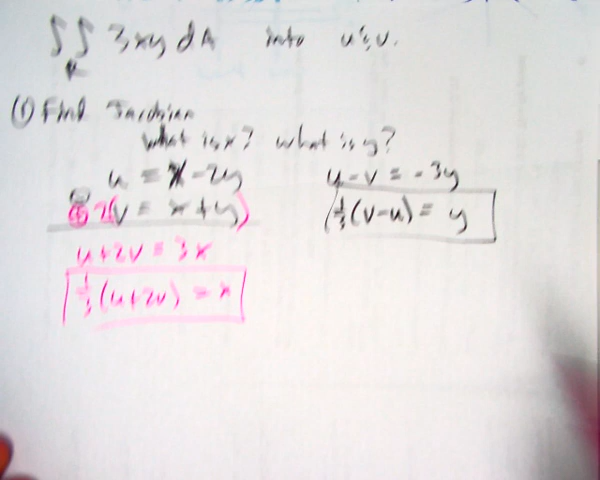 ∫∫ 3xy dA into u's, v.
R
(1) Find Jacobian
What is x? what is y?
u = x - 2y
2(v = x + y)
u + 2v = 3x
1/3 (u + 2v) = x
u - v = -3y
1/3 (v - u) = y